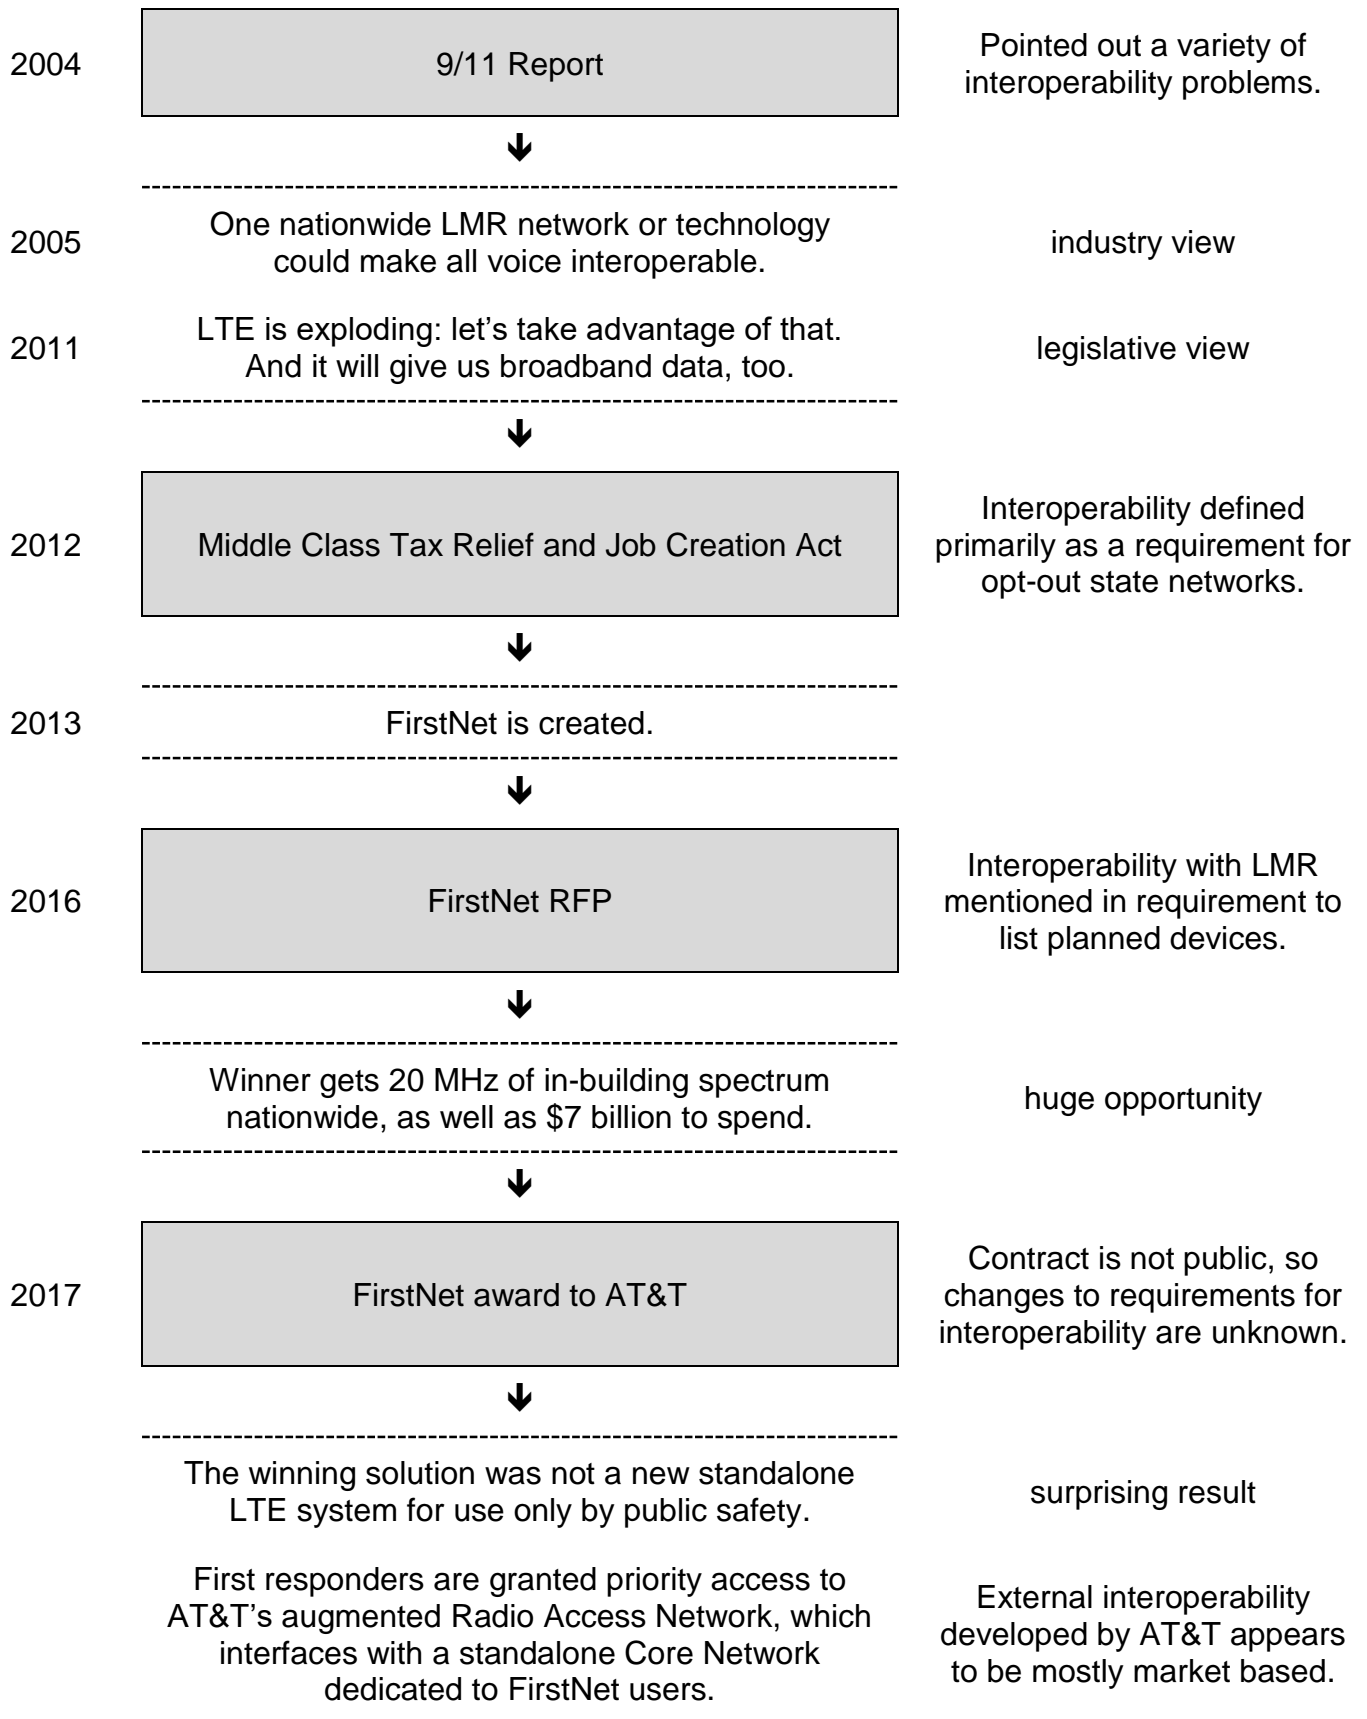 2004
9/11 Report
Pointed out a variety of
interoperability problems.
2005
One nationwide LMR network or technology
could make all voice interoperable.
industry view
2011
LTE is exploding: let’s take advantage of that.
And it will give us broadband data, too.
legislative view
2012
Middle Class Tax Relief and Job Creation Act
Interoperability defined
primarily as a requirement for
opt-out state networks.
2013
FirstNet is created.
2016
FirstNet RFP
Interoperability with LMR
mentioned in requirement to
list planned devices.
Winner gets 20 MHz of in-building spectrum
nationwide, as well as $7 billion to spend.
huge opportunity
2017
FirstNet award to AT&T
Contract is not public, so
changes to requirements for
interoperability are unknown.
The winning solution was not a new standalone
LTE system for use only by public safety.
surprising result
First responders are granted priority access to
AT&T’s augmented Radio Access Network, which
interfaces with a standalone Core Network
dedicated to FirstNet users.
External interoperability
developed by AT&T appears
to be mostly market based.